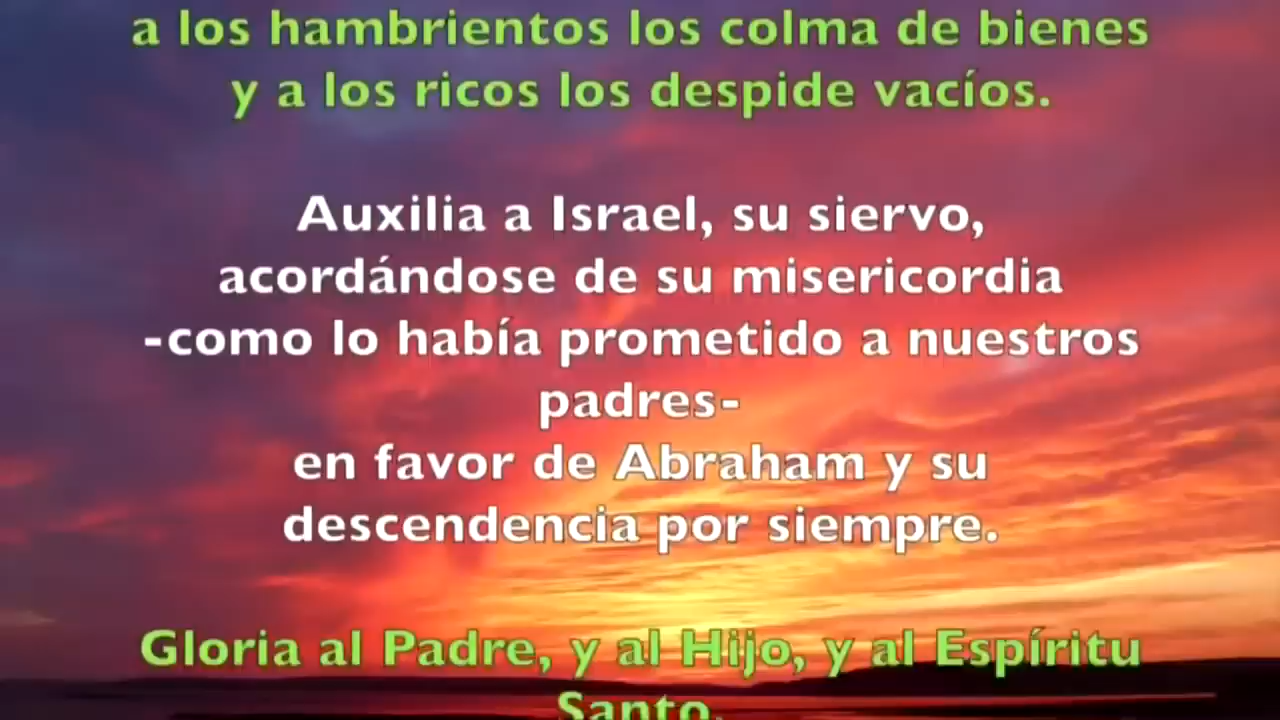 a los hambrientos los colma de bienes
y a los ricos los despide vacíos.
Auxilia a Israel, su siervo,
acordándose de su misericordia
-como lo había prometido a nuestros
padres-
en favor de Abraham y su
descendencia por siempre.
Gloria al Padre, y al Hijo, y al Espíritu
Santo.